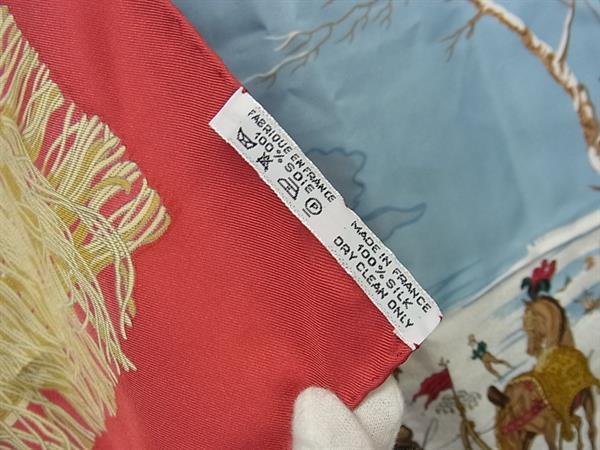 FABRIQUE EN FRANCE
100% SOIE
P
MADE IN FRANCE
100% SILK
DRY CLEAN ONLY